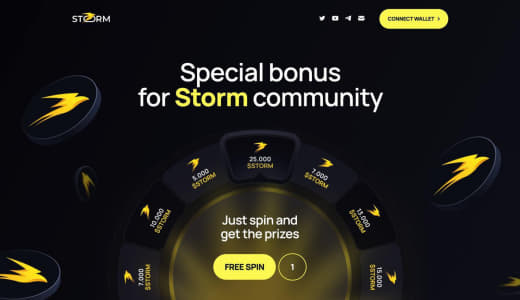 STORM
CONNECT WALLET
Special bonus
for Storm community
25.000
$STORM
5.000
$STORM
7.000
$STORM
10.000
$STORM
13.000
$STORM
7.000
$STORM
15.000
$STORM
Just spin and
get the prizes
FREE SPIN
1